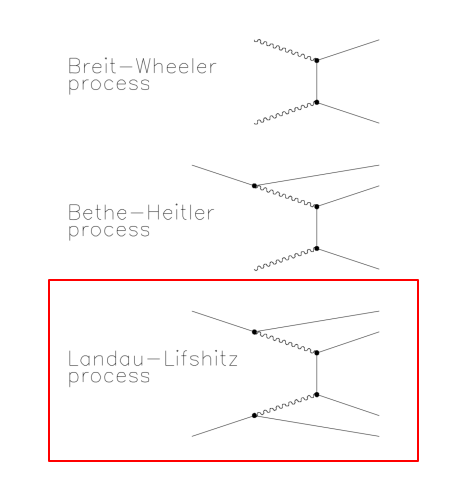 Breit-Wheeler
process
Bethe-Heitler
process
Landau-Lifshitz
process